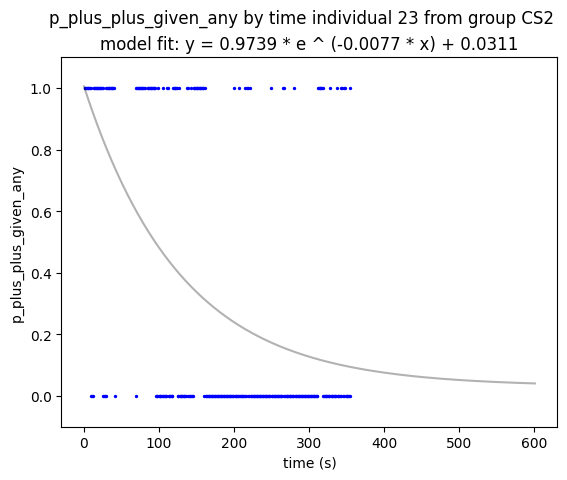 p_plus_plus_given_any by time individual 23 from group CS2
model fit: y = 0.9739 * e ^ (-0.0077 * x) + 0.0311
1.0
0.8
0.6
0.4
0.2
0.0
p_plus_plus_given_any
0 100 200 300 400 500 600
time (s)